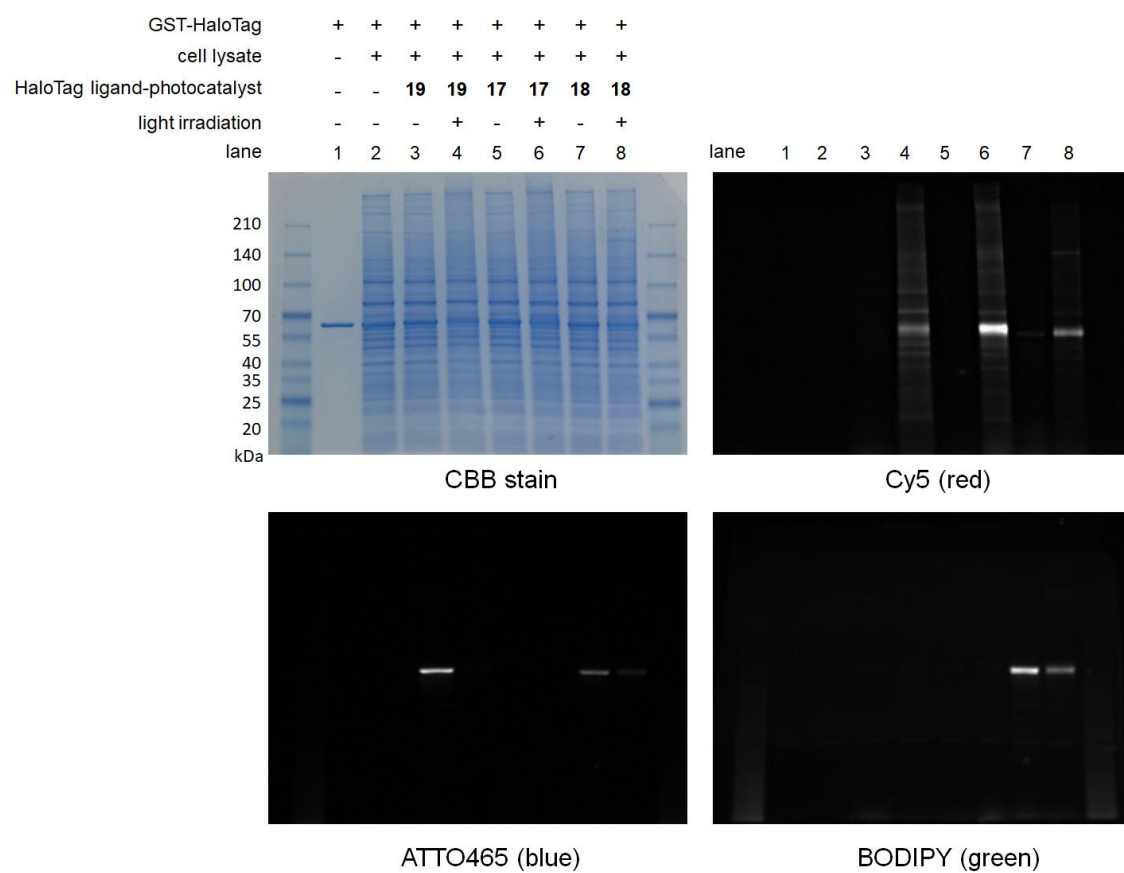 GST-HaloTag + + + + + + + +
cell lysate - + + + + + + +
HaloTag ligand-photocatalyst - - 19 19 17 17 18 18
light irradiation - - - + - + - +
lane 1 2 3 4 5 6 7 8
lane 1 2 3 4 5 6 7 8
210
140
100
70
55
40
35
25
20
kDa
CBB stain
Cy5 (red)
ATTO465 (blue)
BODIPY (green)